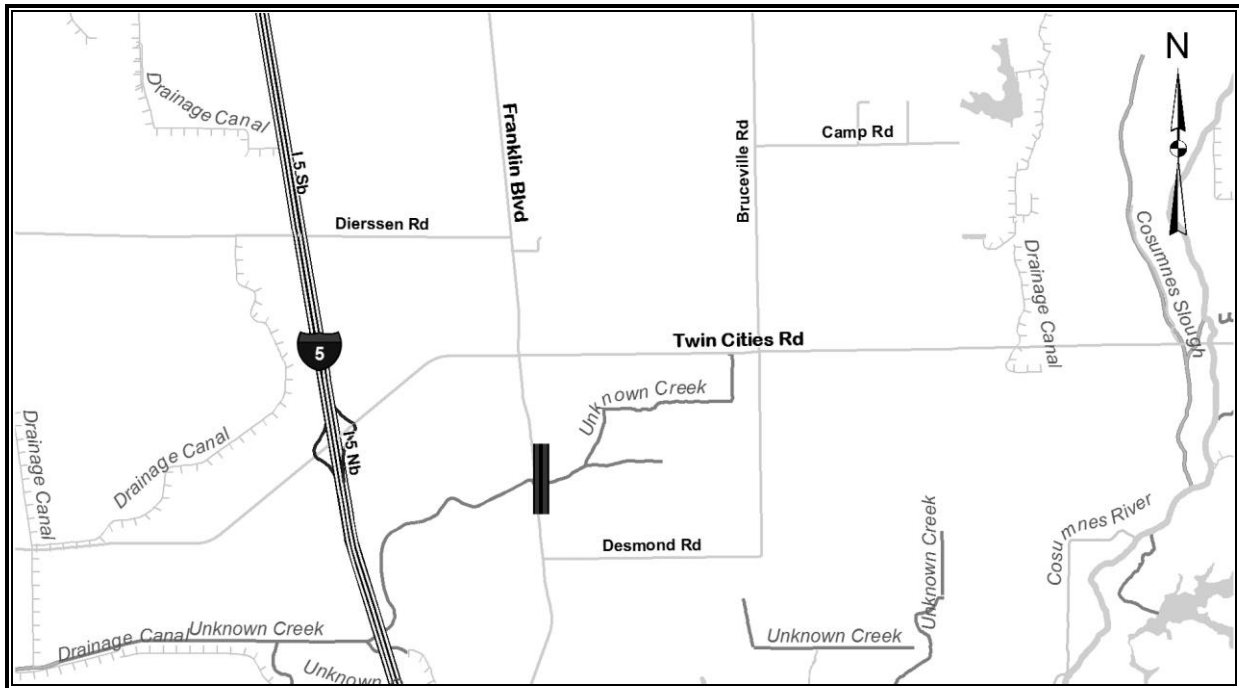 N
Drainage Canal
Franklin Blvd
Camp Rd
Bruceville Rd
I 5 Sb
Dierssen Rd
Cosumnes Slough
Drainage Canal
5
Twin Cities Rd
Unknown Creek
Drainage Canal
Drainage Canal
I-5 Nb
Desmond Rd
Unknown Creek
Cosumnes River
Drainage Canal
Unknown Creek
Unknown Creek
Unknown